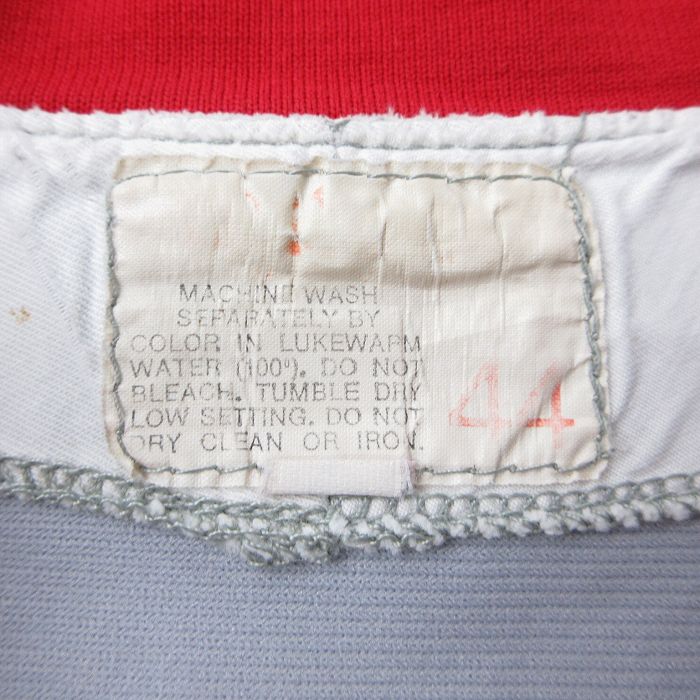 MACHINE WASH
SEPARATELY BY
COLOR IN LUKEWARM
WATER (100°). DO NOT
BLEACH. TUMBLE DRY
LOW SETTING. DO NOT
DRY CLEAN OR IRON.
44